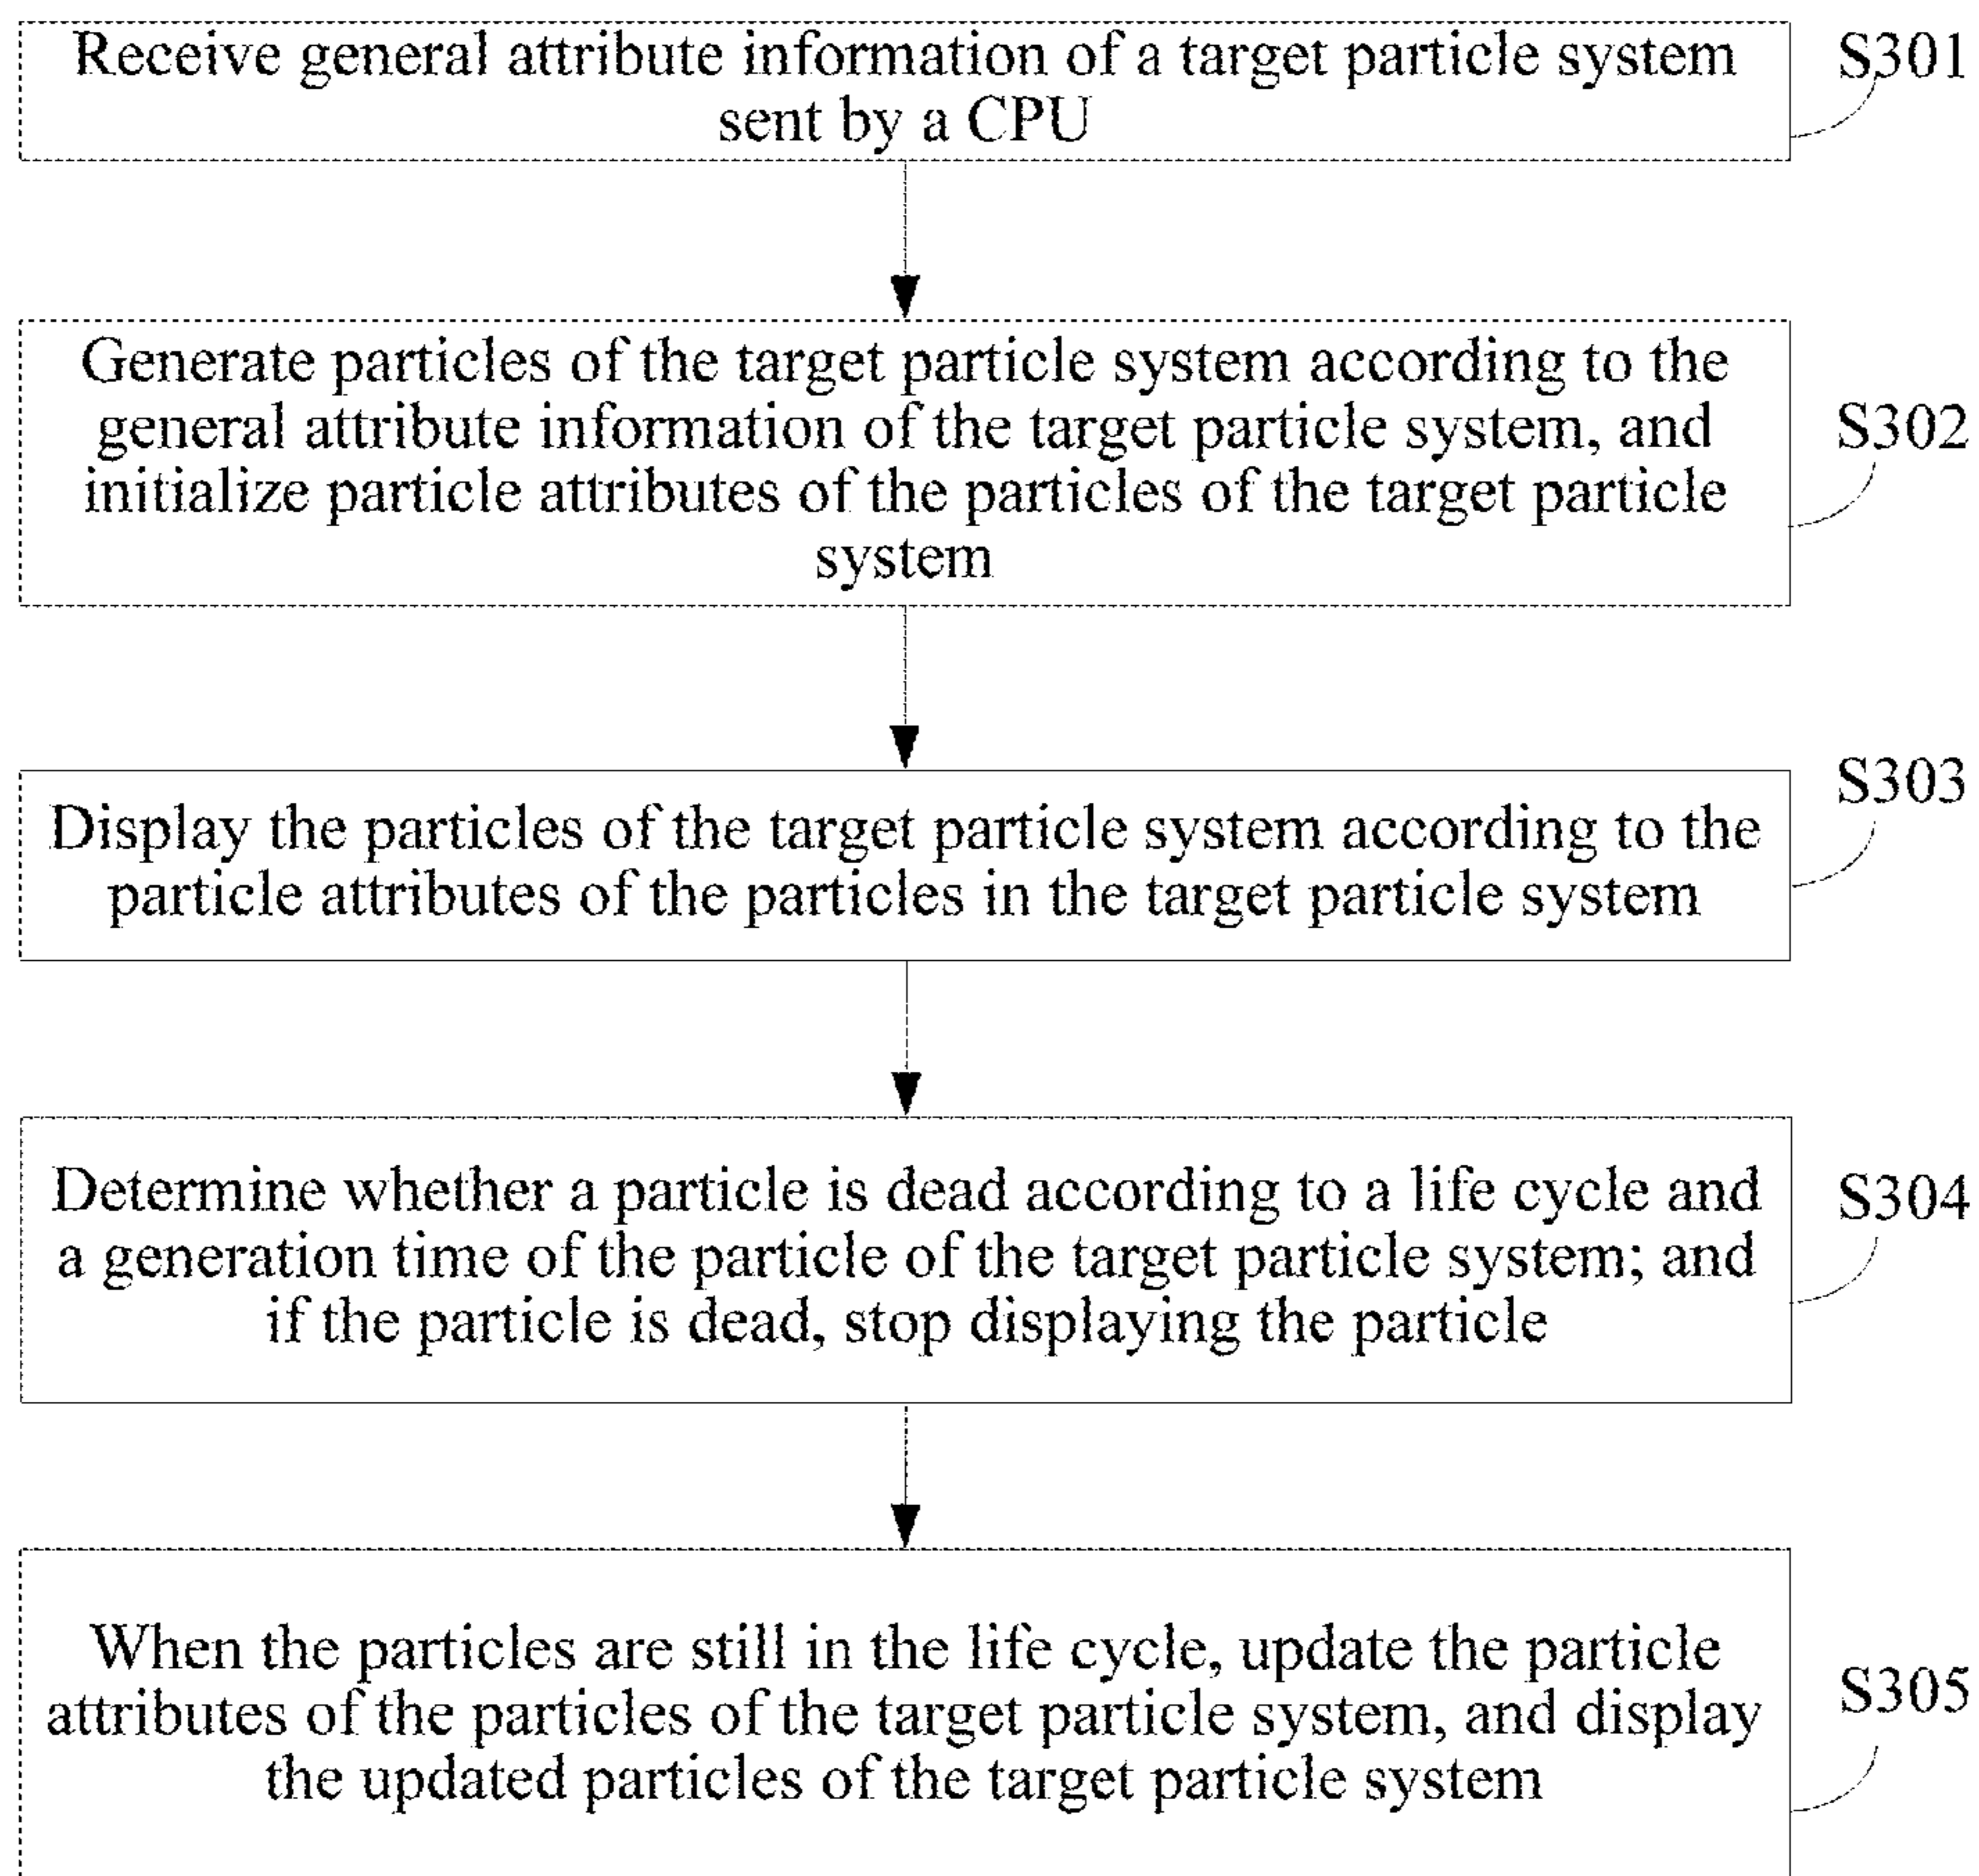 Receive general attribute information of a target particle system
sent by a CPU
S301
Generate particles of the target particle system according to the
general attribute information of the target particle system, and
initialize particle attributes of the particles of the target particle
system
S302
Display the particles of the target particle system according to the
particle attributes of the particles in the target particle system
S303
Determine whether a particle is dead according to a life cycle and
a generation time of the particle of the target particle system; and
if the particle is dead, stop displaying the particle
S304
When the particles are still in the life cycle, update the particle
attributes of the particles of the target particle system, and display
the updated particles of the target particle system
S305